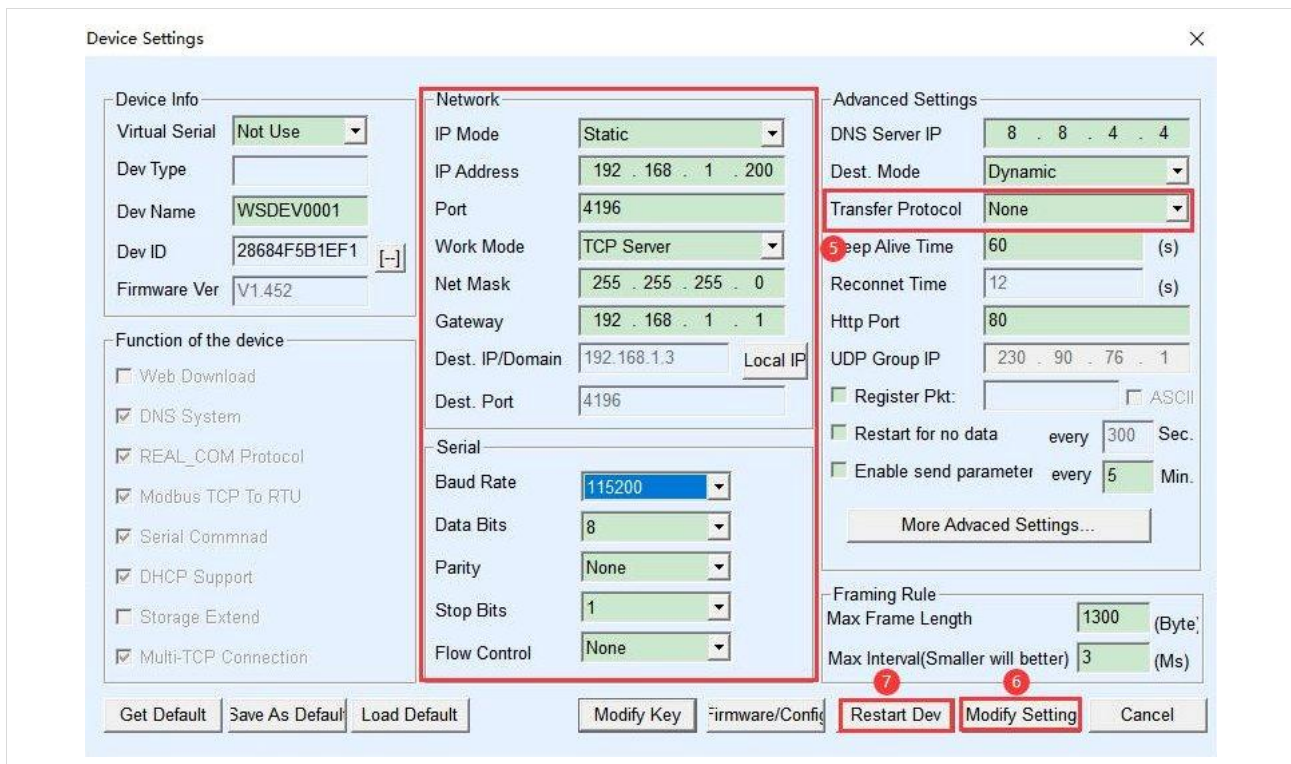 Device Settings
Device Info
Virtual Serial Not Use
Dev Type
Dev Name WSDEV0001
Dev ID 28684F5B1EF1 [--]
Firmware Ver V1.452
Function of the device
Web Download
DNS System
REAL_COM Protocol
Modbus TCP To RTU
Serial Commnad
DHCP Support
Storage Extend
Multi-TCP Connection
Network
IP Mode Static
IP Address 192 . 168 . 1 . 200
Port 4196
Work Mode TCP Server
Net Mask 255 . 255 . 255 . 0
Gateway 192 . 168 . 1 . 1
Dest. IP/Domain 192.168.1.3 Local IP
Dest. Port 4196
Serial
Baud Rate 115200
Data Bits 8
Parity None
Stop Bits 1
Flow Control None
Advanced Settings
DNS Server IP 8 . 8 . 4 . 4
Dest. Mode Dynamic
Transfer Protocol None
5 eep Alive Time 60 (s)
Reconnet Time 12 (s)
Http Port 80
UDP Group IP 230 . 90 . 76 . 1
Register Pkt: ASCII
Restart for no data every 300 Sec.
Enable send parameter every 5 Min.
More Advaced Settings...
Framing Rule
Max Frame Length 1300 (Byte)
Max Interval(Smaller will better) 3 (Ms)
7 6
Get Default Save As Defaul Load Default Modify Key Firmware/Config Restart Dev Modify Setting Cancel